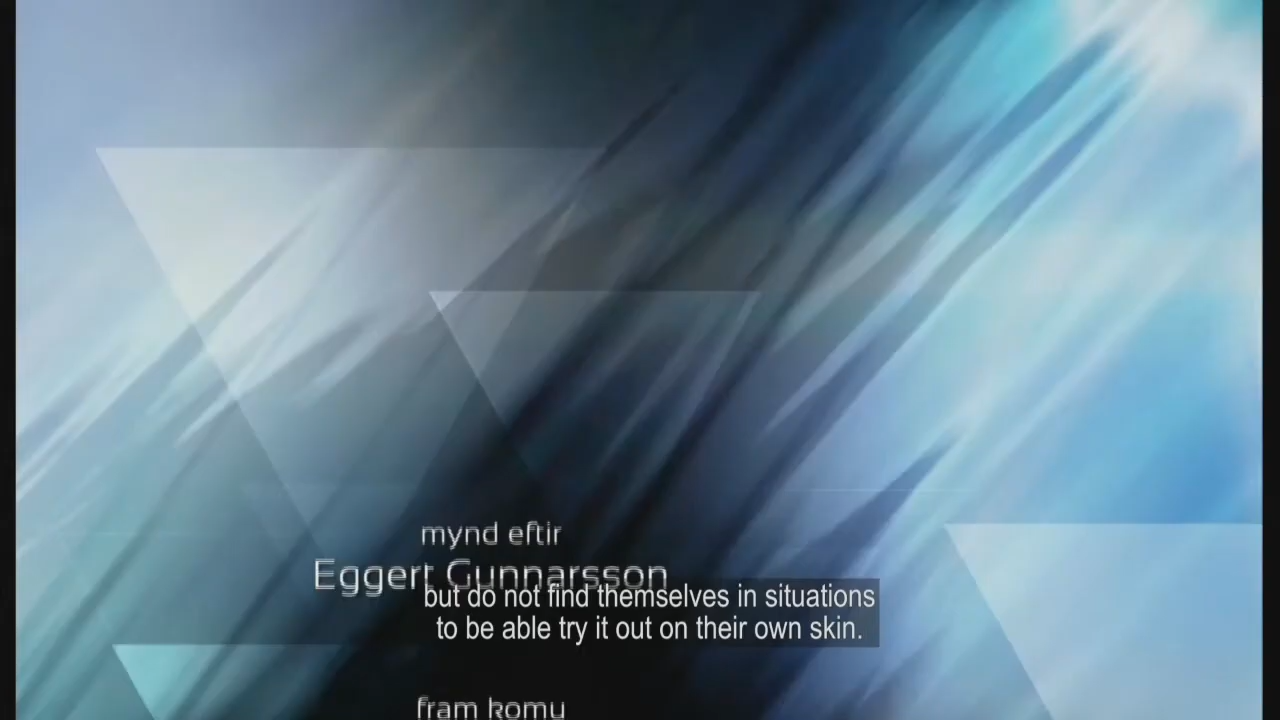 mynd eftir
Eggert Gunnarsson
but do not find themselves in situations
to be able try it out on their own skin.
fram komu